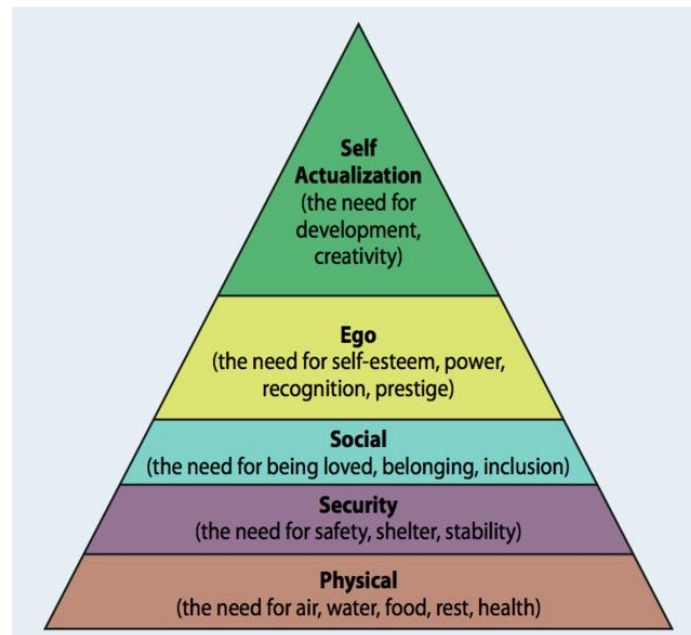 Self
Actualization
(the need for
development,
creativity)
Ego
(the need for self-esteem, power,
recognition, prestige)
Social
(the need for being loved, belonging, inclusion)
Security
(the need for safety, shelter, stability)
Physical
(the need for air, water, food, rest, health)